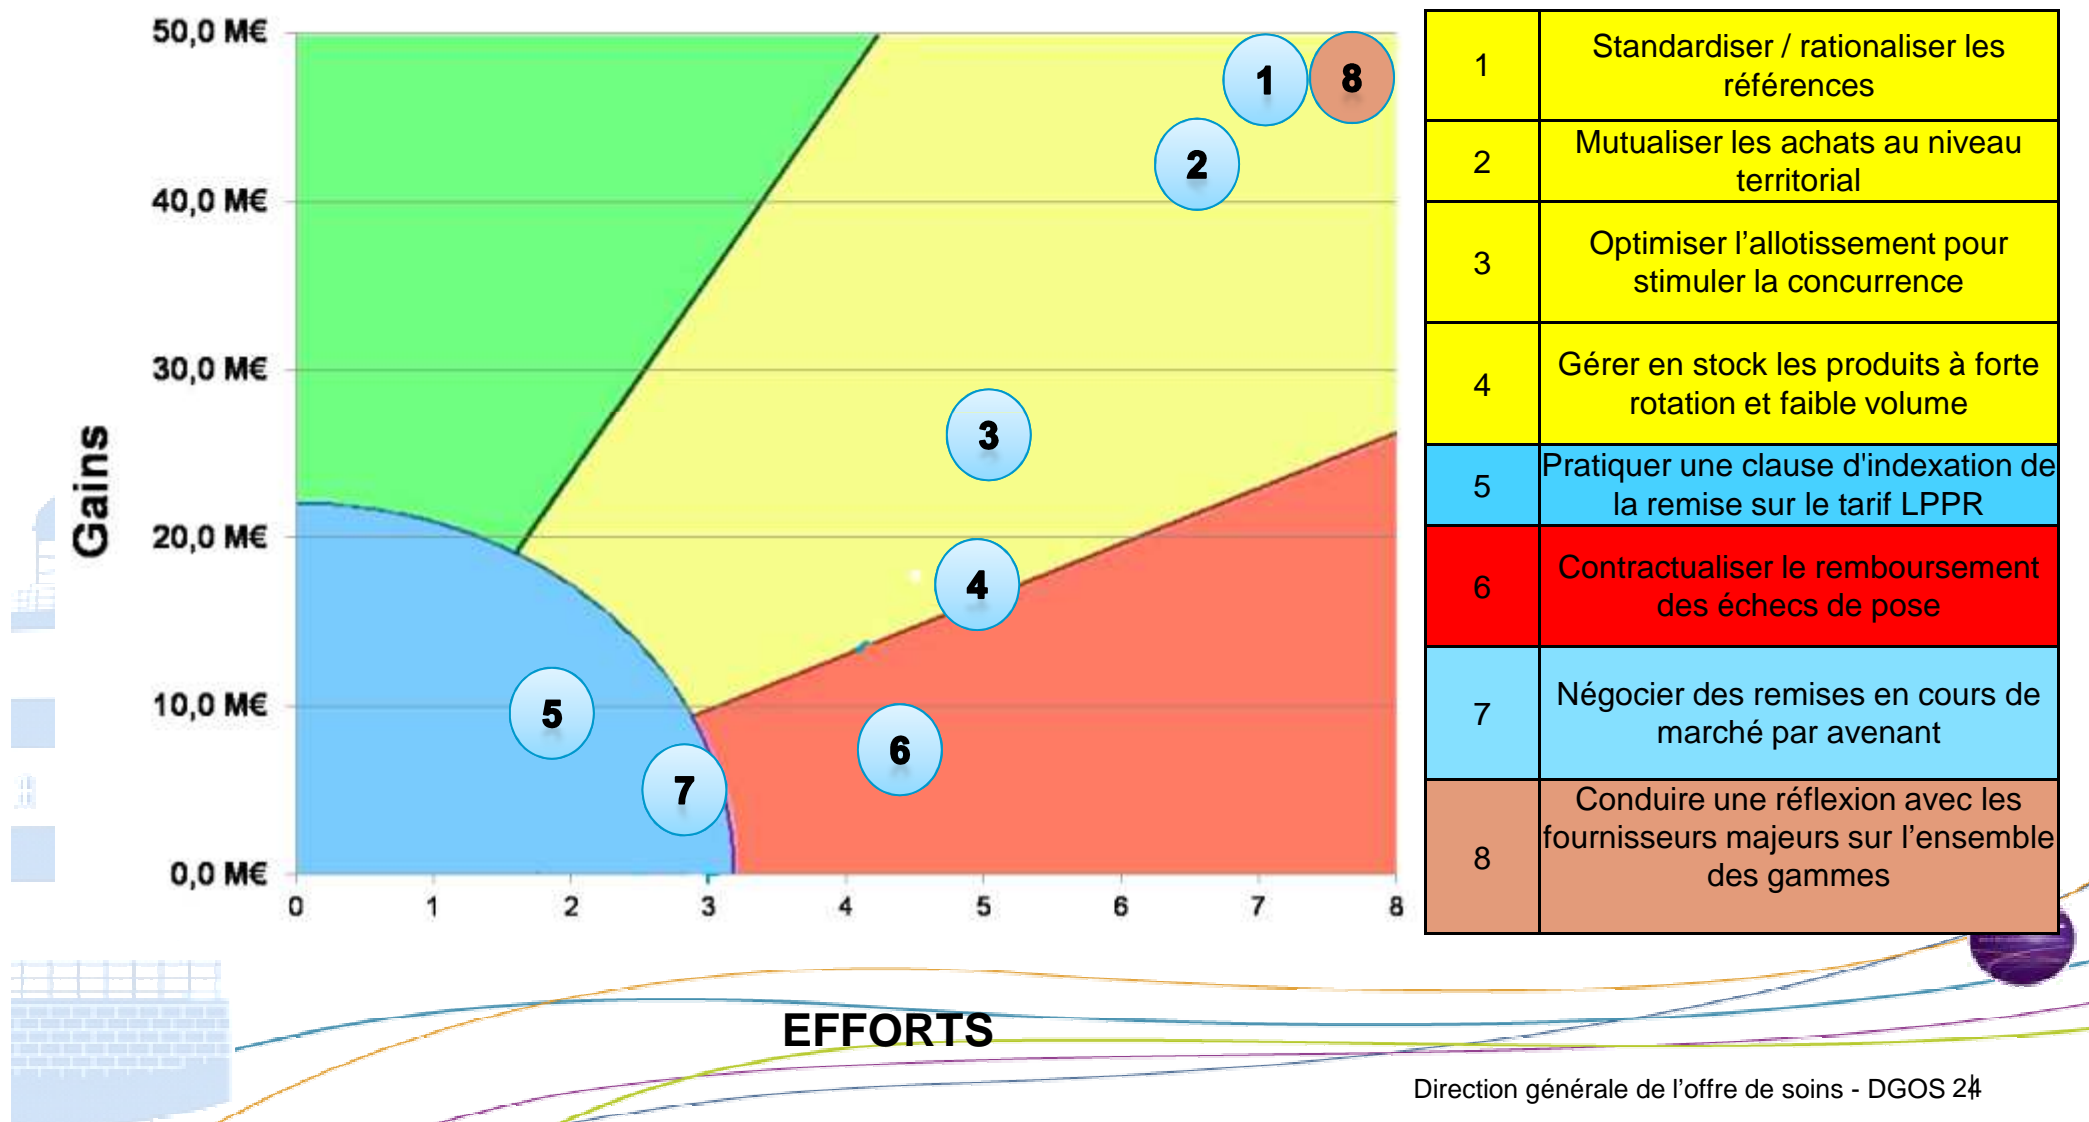 50,0 M€
40,0 M€
30,0 M€
20,0 M€
10,0 M€
0,0 M€
Gains
0 1 2 3 4 5 6 7 8
1
8
2
3
4
5
6
7
EFFORTS
1
Standardiser / rationaliser les
références
2
Mutualiser les achats au niveau
territorial
3
Optimiser l’allotissement pour
stimuler la concurrence
4
Gérer en stock les produits à forte
rotation et faible volume
5
Pratiquer une clause d'indexation de
la remise sur le tarif LPPR
6
Contractualiser le remboursement
des échecs de pose
7
Négocier des remises en cours de
marché par avenant
8
Conduire une réflexion avec les
fournisseurs majeurs sur l’ensemble
des gammes
Direction générale de l’offre de soins - DGOS